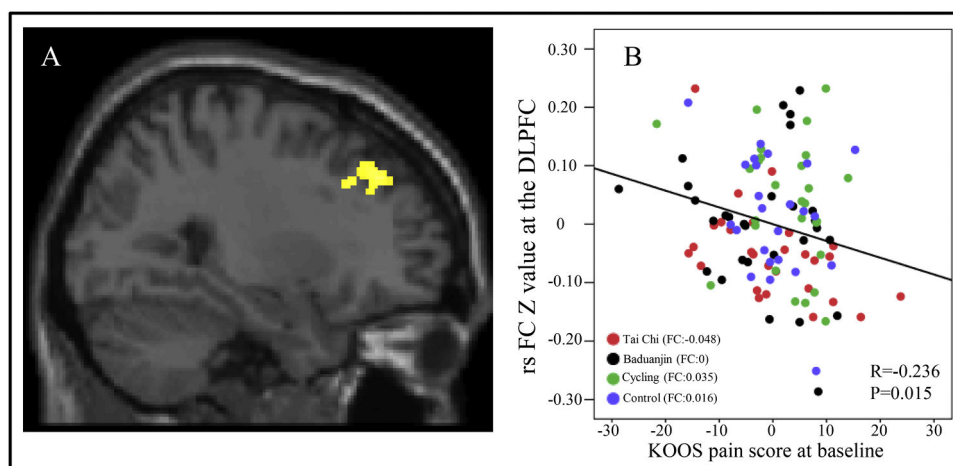 A
B
rs FC Z value at the DLPFC
0.30
0.20
0.10
0
-0.10
-0.20
-0.30
Tai Chi (FC:-0.048)
Baduanjin (FC:0)
Cycling (FC:0.035)
Control (FC:0.016)
R=-0.236
P=0.015
-30 -20 -10 0 10 20 30
KOOS pain score at baseline